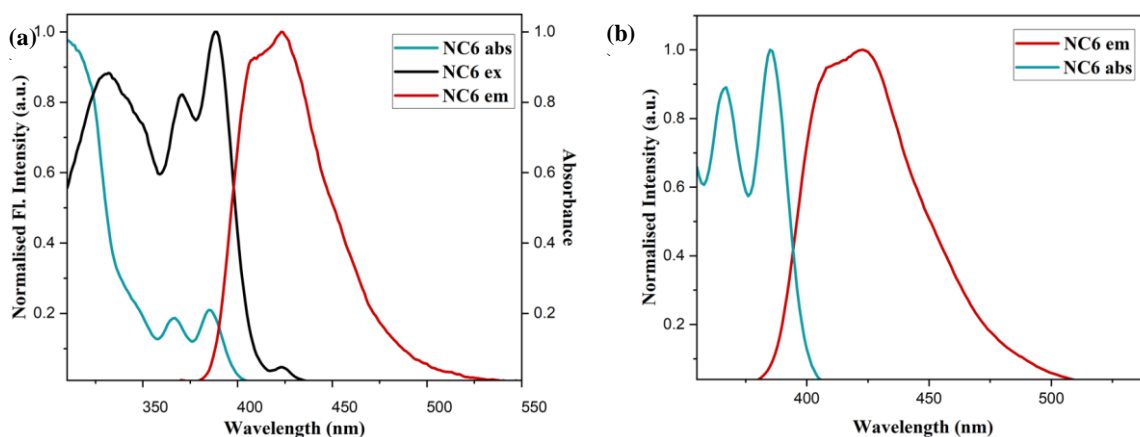 (a)
NC6 abs
NC6 ex
NC6 em
1.0
0.8
0.6
0.4
0.2
Normalised Fl. Intensity (a.u.)
1.0
0.8
0.6
0.4
0.2
Absorbance
350 400 450 500 550
Wavelength (nm)
(b)
NC6 em
NC6 abs
1.0
0.8
0.6
0.4
0.2
Normalised Intensity (a.u.)
400 425 450 500
Wavelength (nm)